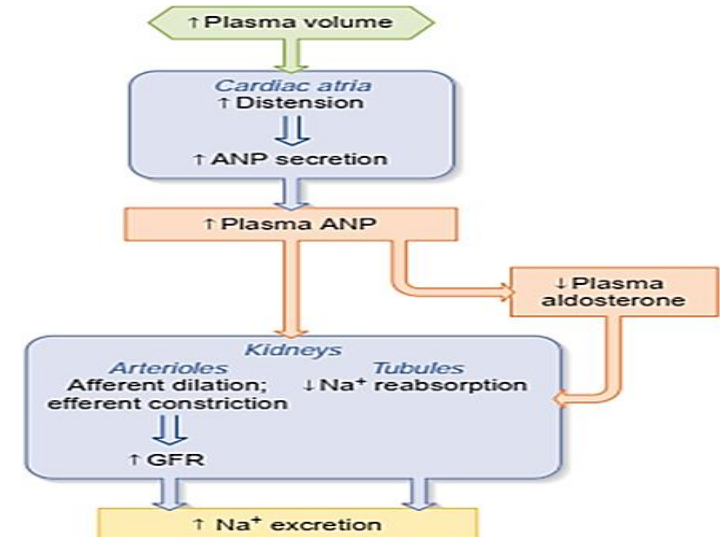 ↑Plasma volume
Cardiac atria
↑Distension
↑ANP secretion
↑Plasma ANP
↓Plasma
aldosterone
Kidneys
Arterioles
Afferent dilation;
efferent constriction
↑GFR
Tubules
↓Na⁺ reabsorption
↑ Na⁺ excretion